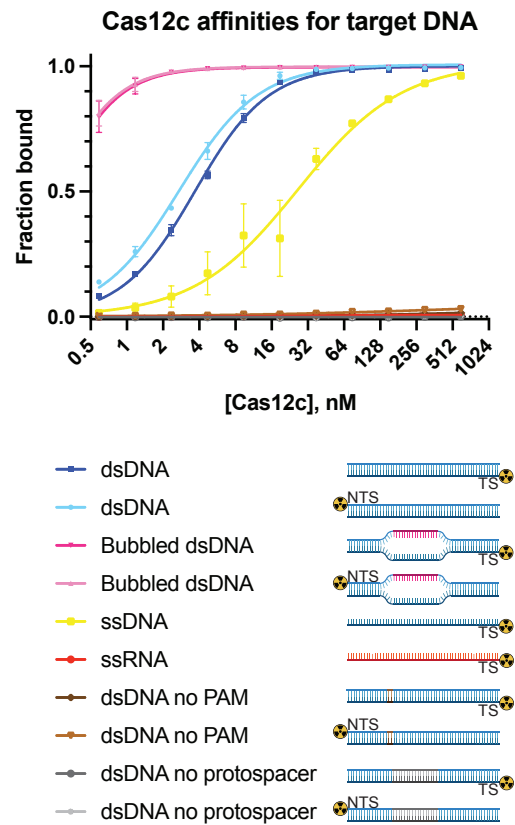 Cas12c affinities for target DNA
Fraction bound
1.0
0.5
0.0
0.5 1 2 4 8 16 32 64 128 256 512 1024
[Cas12c], nM
dsDNA TS
dsDNA NTS
Bubbled dsDNA TS
Bubbled dsDNA NTS
ssDNA TS
ssRNA TS
dsDNA no PAM TS
dsDNA no PAM NTS
dsDNA no protospacer TS
dsDNA no protospacer NTS